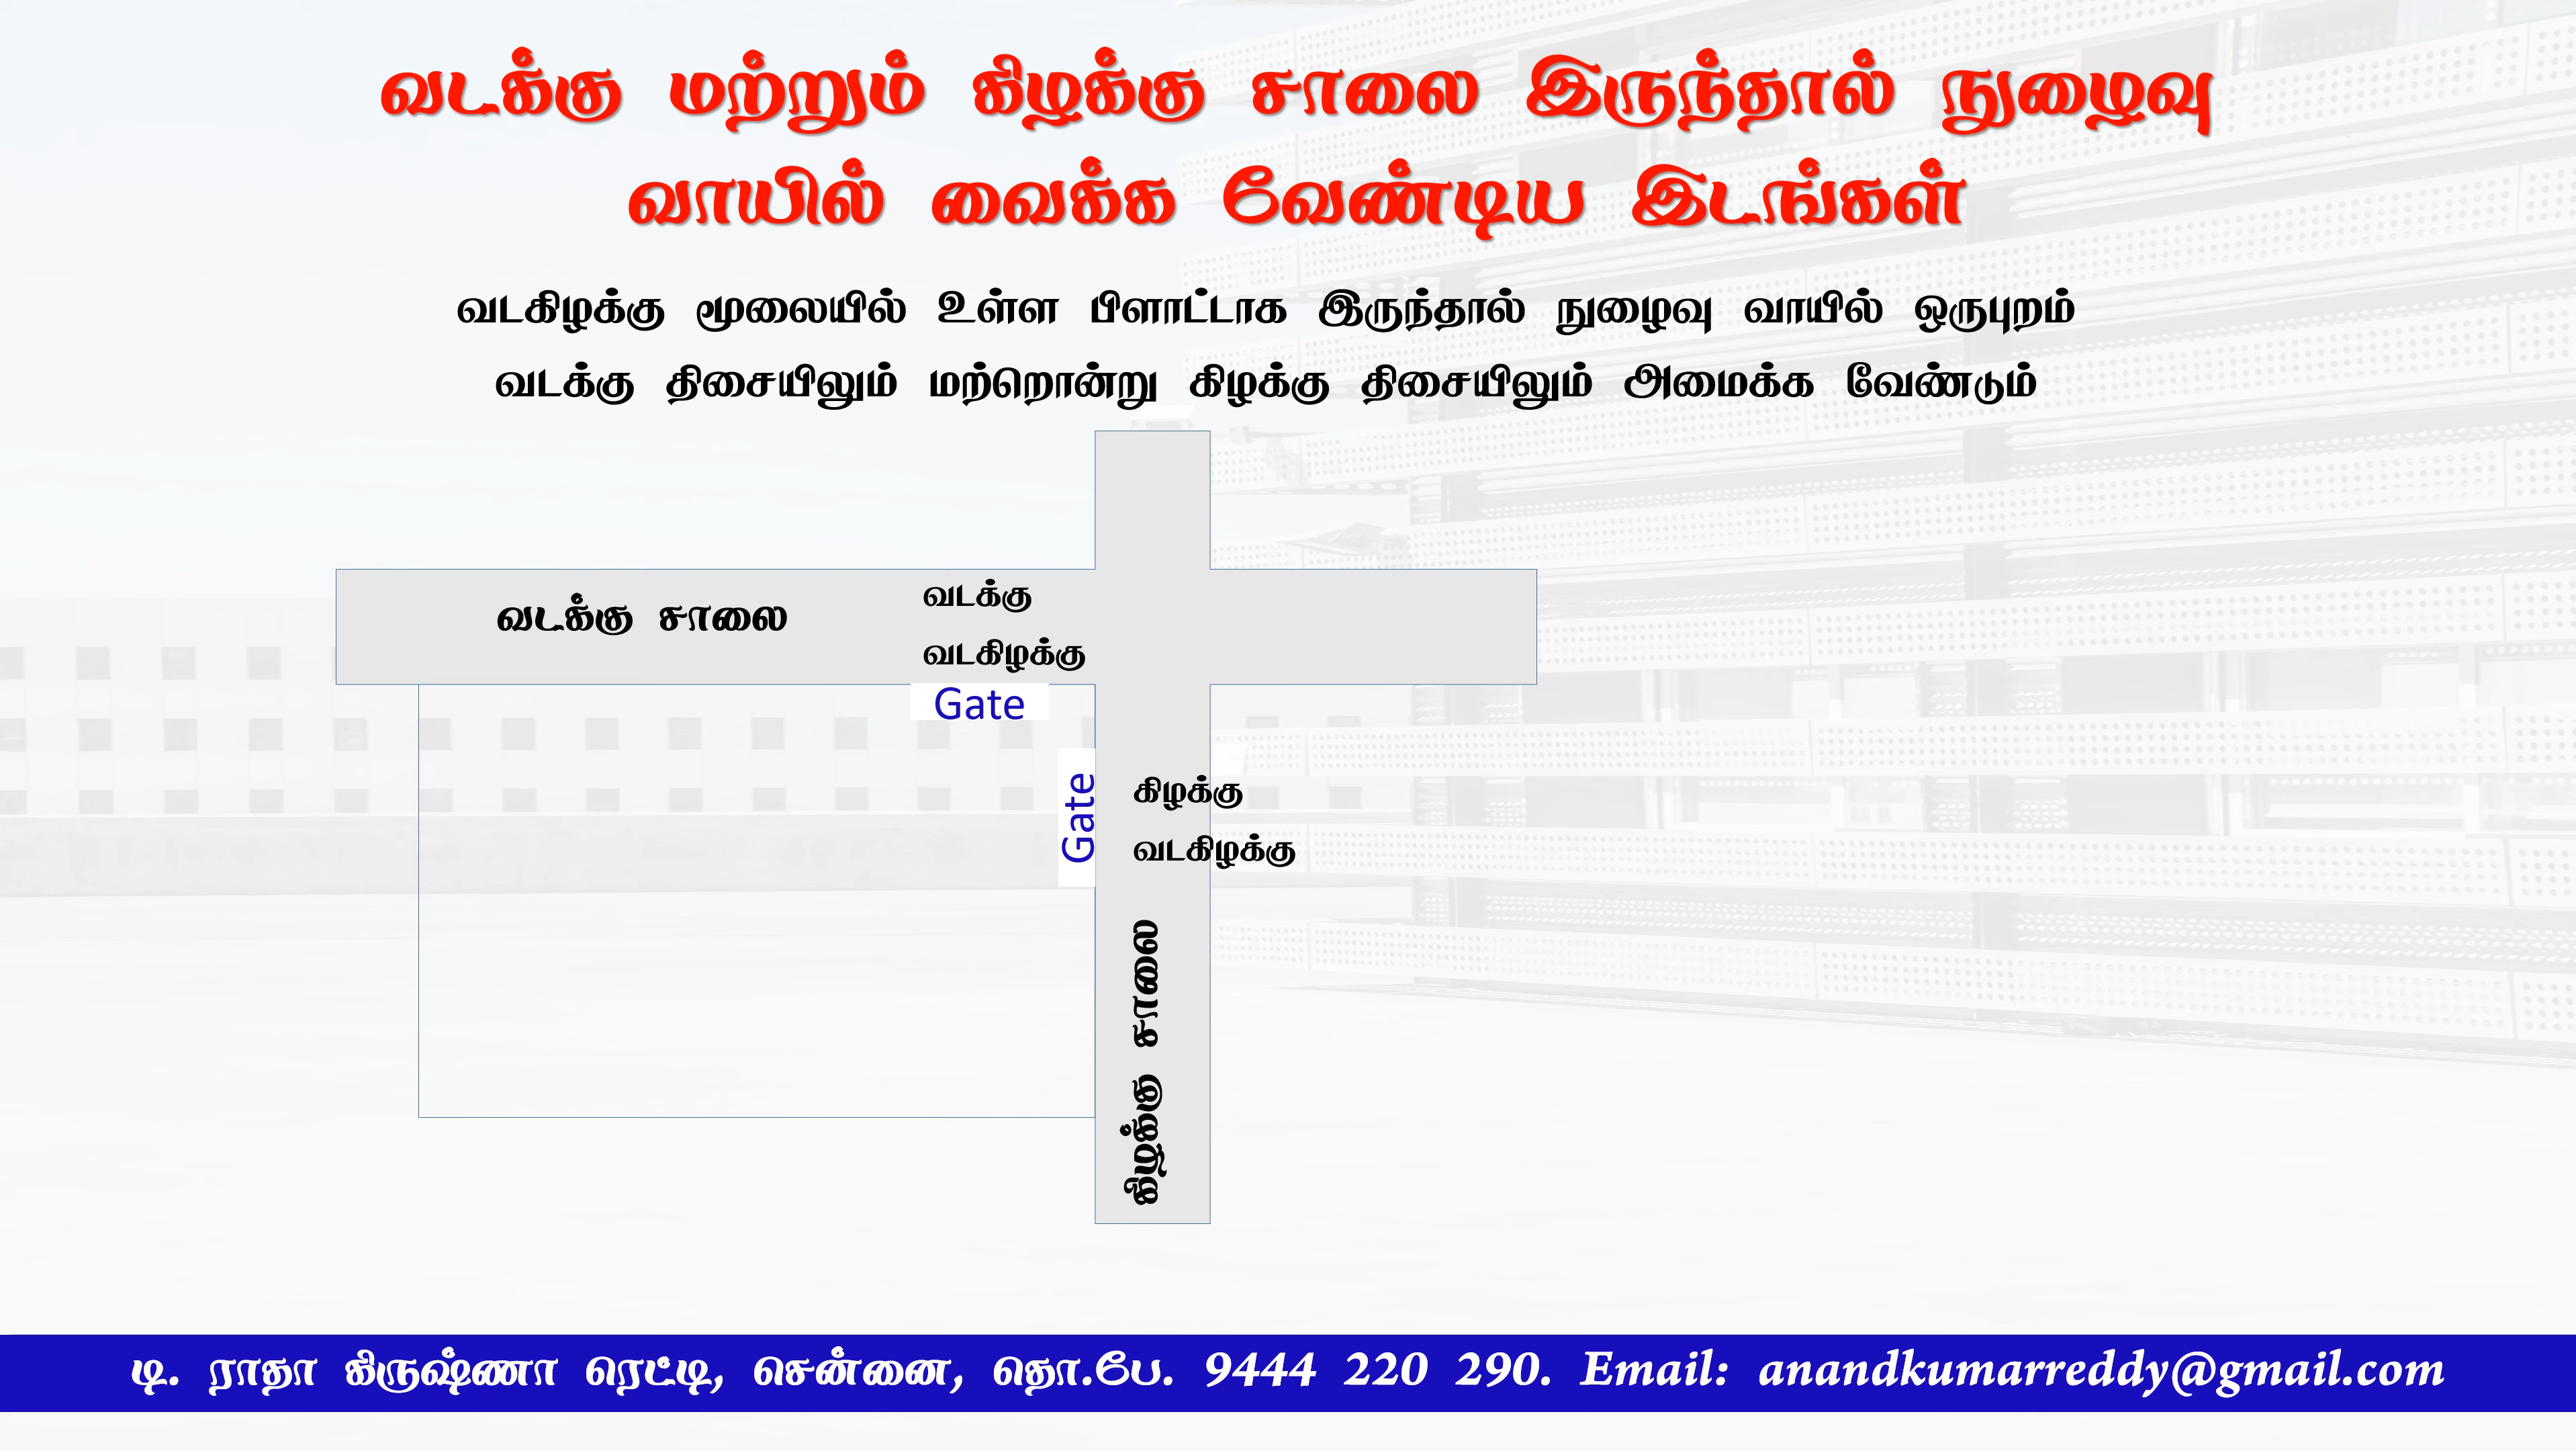 வடக்கு மற்றும் கிழக்கு சாலை இருந்தால் நுழைவு
வாயில் வைக்க வேண்டிய இடங்கள்
வடகிழக்கு மூலையில் உள்ள பிளாட்டாக இருந்தால் நுழைவு வாயில் ஒருபுறம்
வடக்கு திசையிலும் மற்றொன்று கிழக்கு திசையிலும் அமைக்க வேண்டும்
வடக்கு சாலை
வடக்கு
வடகிழக்கு
Gate
Gate
கிழக்கு
வடகிழக்கு
கிழக்கு சாலை
டி. ராதா கிருஷ்ணா ரெட்டி, சென்னை, தொ.பே. 9444 220 290. Email: anandkumarreddy@gmail.com